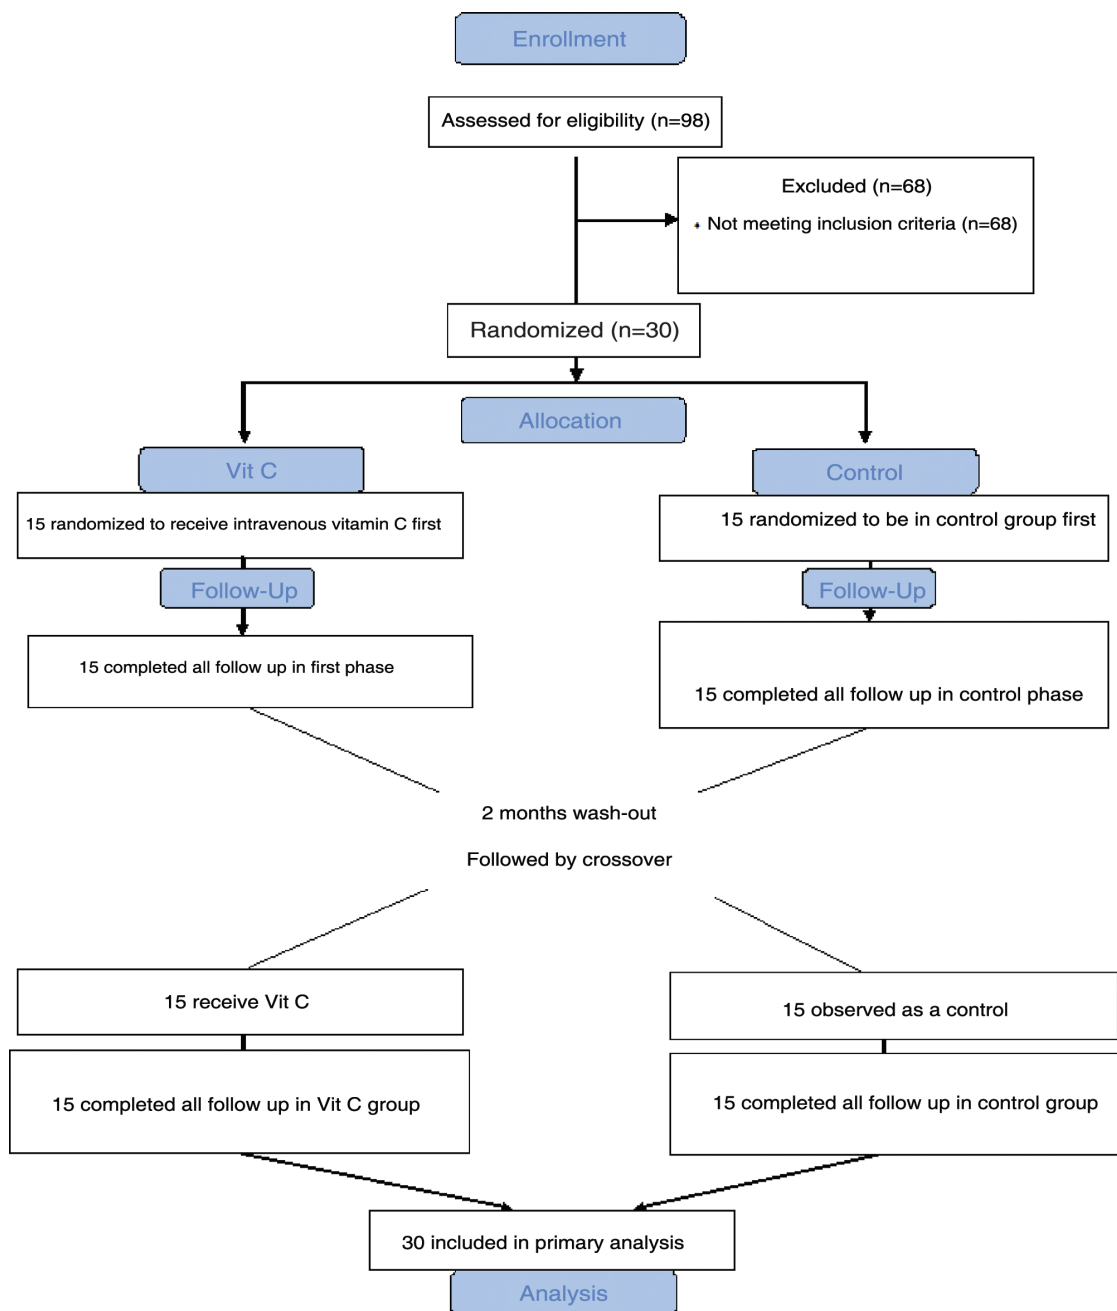 Enrollment
Assessed for eligibility (n=98)
Excluded (n=68)
• Not meeting inclusion criteria (n=68)
Randomized (n=30)
Allocation
Vit C
Control
15 randomized to receive intravenous vitamin C first
15 randomized to be in control group first
Follow-Up
Follow-Up
15 completed all follow up in first phase
15 completed all follow up in control phase
2 months wash-out
Followed by crossover
15 receive Vit C
15 observed as a control
15 completed all follow up in Vit C group
15 completed all follow up in control group
30 included in primary analysis
Analysis